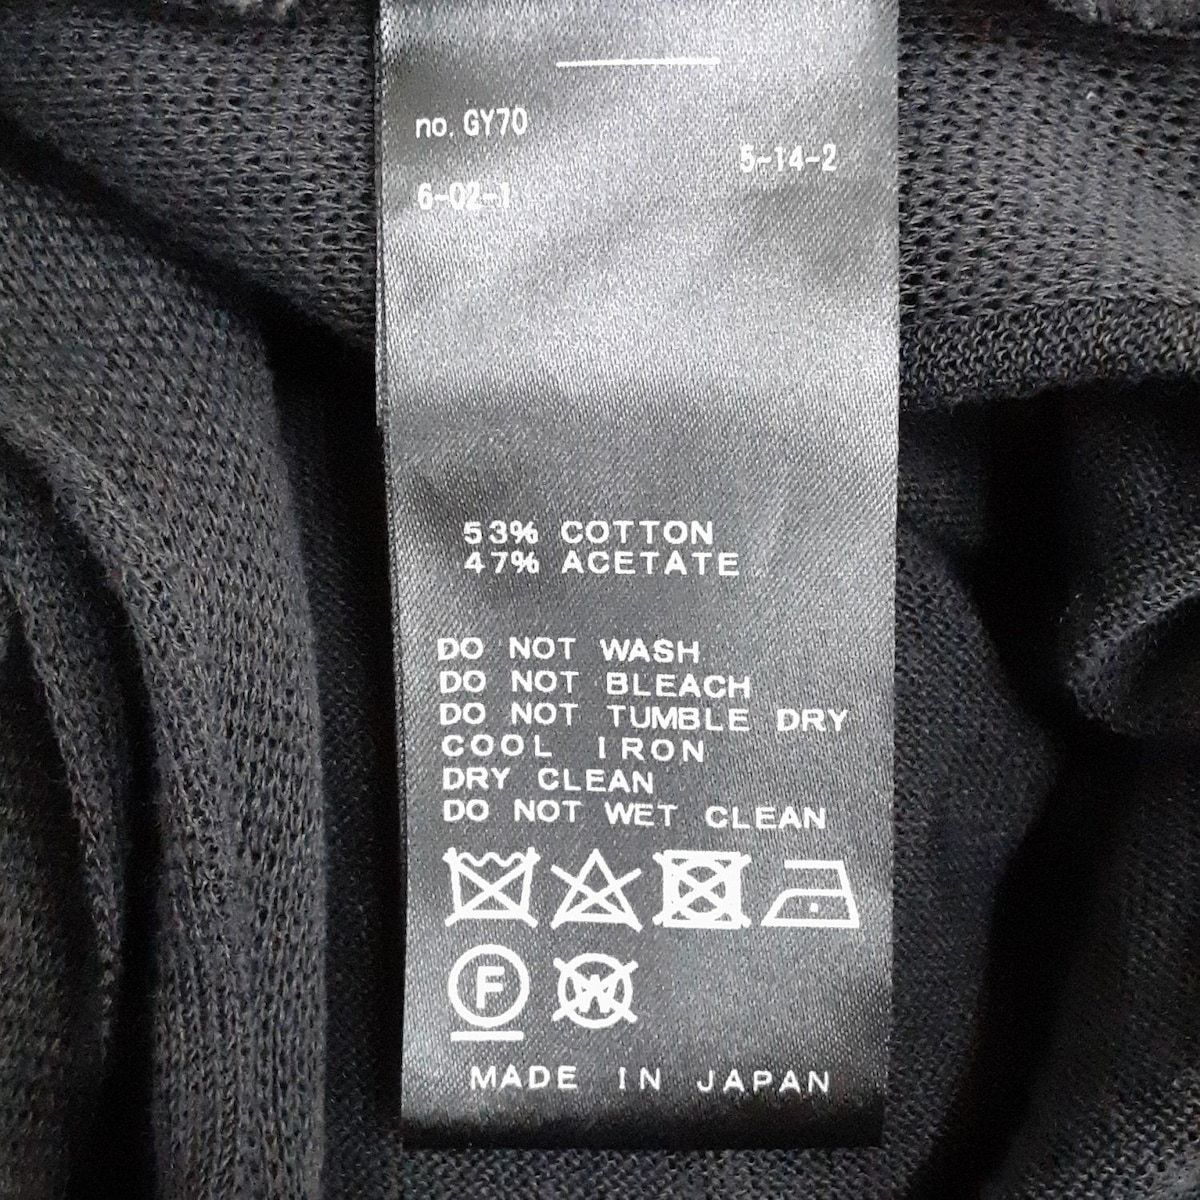 no. GY70
5-14-2
6-02-1
53% COTTON
47% ACETATE
DO NOT WASH
DO NOT BLEACH
DO NOT TUMBLE DRY
COOL IRON
DRY CLEAN
DO NOT WET CLEAN
F W
MADE IN JAPAN